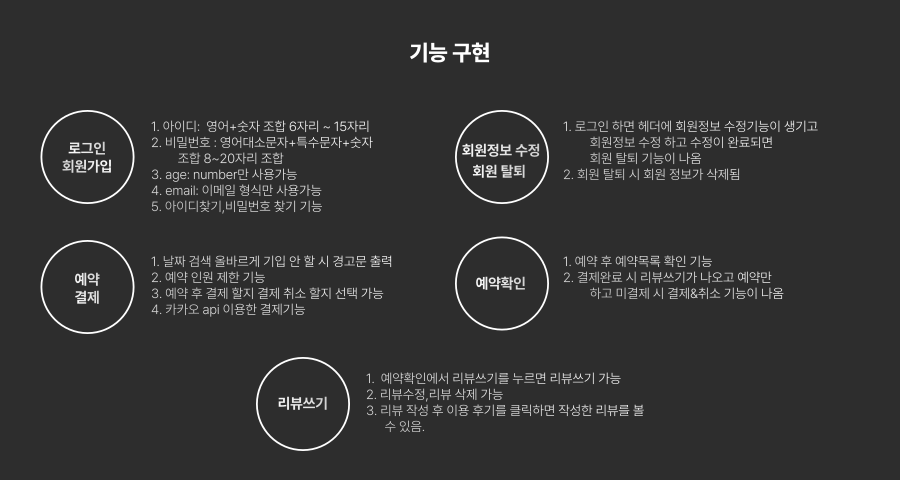 기능 구현
로그인
회원가입
1. 아이디: 영어+숫자 조합 6자리 ~ 15자리
2. 비밀번호 : 영어대소문자+특수문자+숫자
조합 8~20자리 조합
3. age: number만 사용가능
4. email: 이메일 형식만 사용가능
5. 아이디찾기,비밀번호 찾기 기능
회원정보 수정
회원 탈퇴
1. 로그인 하면 헤더에 회원정보 수정기능이 생기고
회원정보 수정 하고 수정이 완료되면
회원 탈퇴 기능이 나옴
2. 회원 탈퇴 시 회원 정보가 삭제됨
예약
결제
1. 날짜 검색 올바르게 기입 안 할 시 경고문 출력
2. 예약 인원 제한 기능
3. 예약 후 결제 할지 결제 취소 할지 선택 가능
4. 카카오 api 이용한 결제기능
예약확인
1. 예약 후 예약목록 확인 기능
2. 결제완료 시 리뷰쓰기가 나오고 예약만
하고 미결제 시 결제&취소 기능이 나옴
리뷰쓰기
1. 예약확인에서 리뷰쓰기를 누르면 리뷰쓰기 가능
2. 리뷰수정,리뷰 삭제 가능
3. 리뷰 작성 후 이용 후기를 클릭하면 작성한 리뷰를 볼
수 있음.